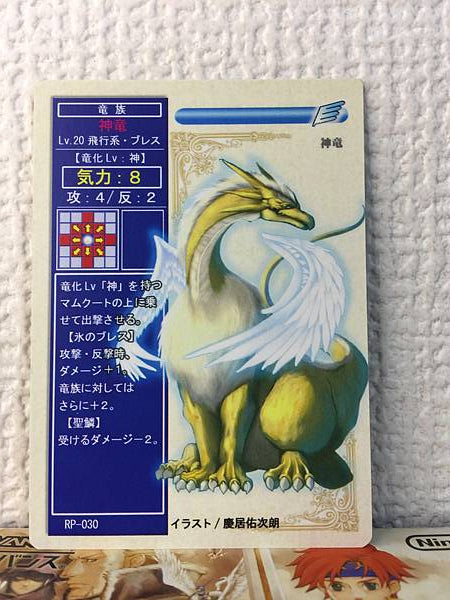 竜 族
神竜
Lv.20 飛行系・ブレス
【竜化Lv：神】
気力：8
攻：4/反：2
神竜
竜化Lv「神」を持つ
マムクートの上に乗
せて出撃させる。
【氷のブレス】
攻撃・反撃時、
ダメージ＋1。
竜族に対しては
さらに＋2。
【聖鱗】
受けるダメージ－2。
RP-030
イラスト/慶居佑次朗
バンス
Nin